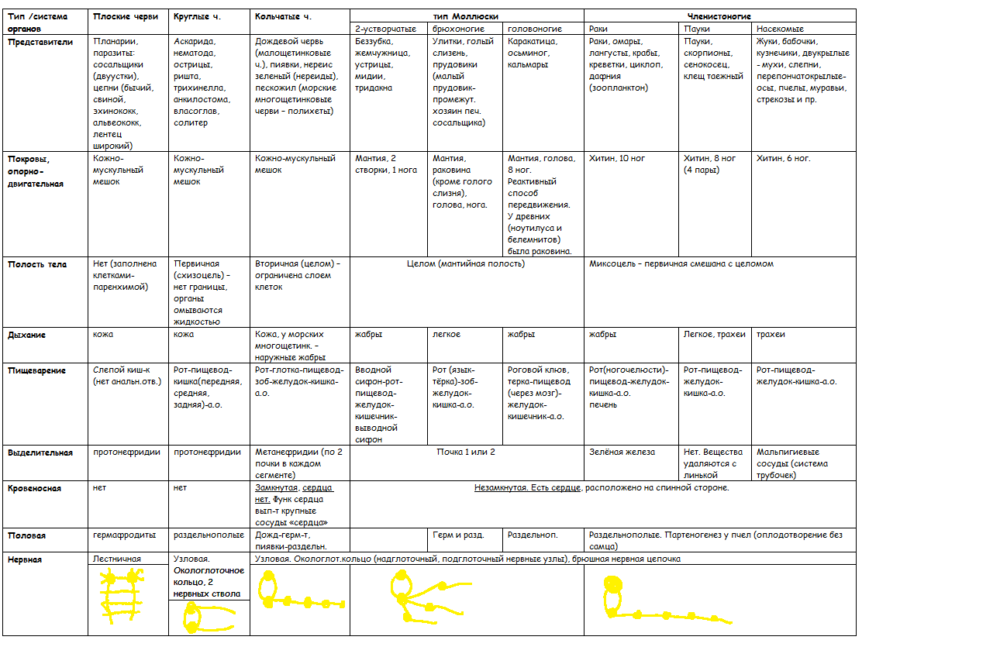 Тип /система органов
Плоские черви
Круглые ч.
Кольчатые ч.
тип Моллюски
Членистоногие
2-устворчатые
брюхоногие
головоногие
Раки
Пауки
Насекомые
Представители
Планарии,
паразиты:
сосальщики
(двуустки),
цепни (бычий,
свиной,
эхинококк,
альвеококк,
лентец
широкий)
Аскарида,
нематода,
острицы,
ришта,
трихинелла,
анкилостома,
власоглав,
солитер
Дождевой червь
(малощетинковые
ч.), пиявки, нереис
зеленый (нереиды),
пескожил (морские
многощетинковые
черви – полихеты)
Беззубка,
жемчужница,
устрицы,
мидии,
тридакна
Улитки, голый
слизень,
прудовики
(малый
прудовик-
промежут.
хозяин печ.
сосальщика)
Каракатица,
осьминог,
кальмары
Раки, омары,
лангусты, крабы,
креветки, циклоп,
дафния
(зоопланктон)
Пауки,
скорпионы,
сенокосец,
клещ таежный
Жуки, бабочки,
кузнечики, двукрылые
- мухи, слепни,
перепончатокрылые-
осы, пчелы, муравьи,
стрекозы и пр.
Покровы,
опорно-
двигательная
Кожно-
мускульный
мешок
Кожно-
мускульный
мешок
Кожно-мускульный
мешок
Мантия, 2
створки, 1 нога
Мантия,
раковина
(кроме голого
слизня),
голова, нога.
Мантия, голова,
8 ног.
Реактивный
способ
передвижения.
У древних
(ноутилуса и
белемнитов)
была раковина.
Хитин, 10 ног
Хитин, 8 ног
(4 пары)
Хитин, 6 ног.
Полость тела
Нет (заполнена
клетками-
паренхимой)
Первичная
(схизоцель) –
нет границы,
органы
омываются
жидкостью
Вторичная (целом) –
ограничена слоем
клеток
Целом (мантийная полость)
Миксоцель – первичная смешана с целомом
Дыхание
кожа
кожа
Кожа, у морских
многощетинк. –
наружные жабры
жабры
легкое
жабры
жабры
Легкое, трахеи
трахеи
Пищеварение
Слепой киш-к
(нет анальн.отв.)
Рот-пищевод-
кишка(передняя,
средняя,
задняя)-а.о.
Рот-глотка-пищевод-
зоб-желудок-кишка-
а.о.
Вводной
сифон-рот-
пищевод-
желудок-
кишечник-
выводной
сифон
Рот (язык-
тёрка)-зоб-
желудок-
кишка-а.о.
Роговой клюв,
терка-пищевод
(через мозг)-
желудок-
кишечник-а.о.
Рот(ногочелюсти)-
пищевод-желудок-
кишка-а.о.
печень
Рот-пищевод-
желудок-
кишка-а.о.
Рот-пищевод-
желудок-кишка-а.о.
Выделительная
протонефридии
протонефридии
Метанефридии (по 2
почки в каждом
сегменте)
Почка 1 или 2
Зелёная железа
Нет. Вещества
удаляются с
линькой
Мальпигиевые
сосуды (система
трубочек)
Кровеносная
нет
нет
Замкнутая, сердца
нет. Функ сердца
вып-т крупные
сосуды «сердца»
Незамкнутая. Есть сердце, расположено на спинной стороне.
Половая
гермафродиты
раздельнополые
Дожд-герм-т,
пиявки-раздельн.
Герм и разд.
Раздельноп.
Раздельнополые. Партеногенез у пчел (оплодотворение без
самца)
Нервная
Лестничная
Узловая.
Окологлоточное
кольцо, 2
нервных ствола
Узловая. Окологлот.кольцо (надглоточный, подглоточный нервные узлы), брюшная нервная цепочка